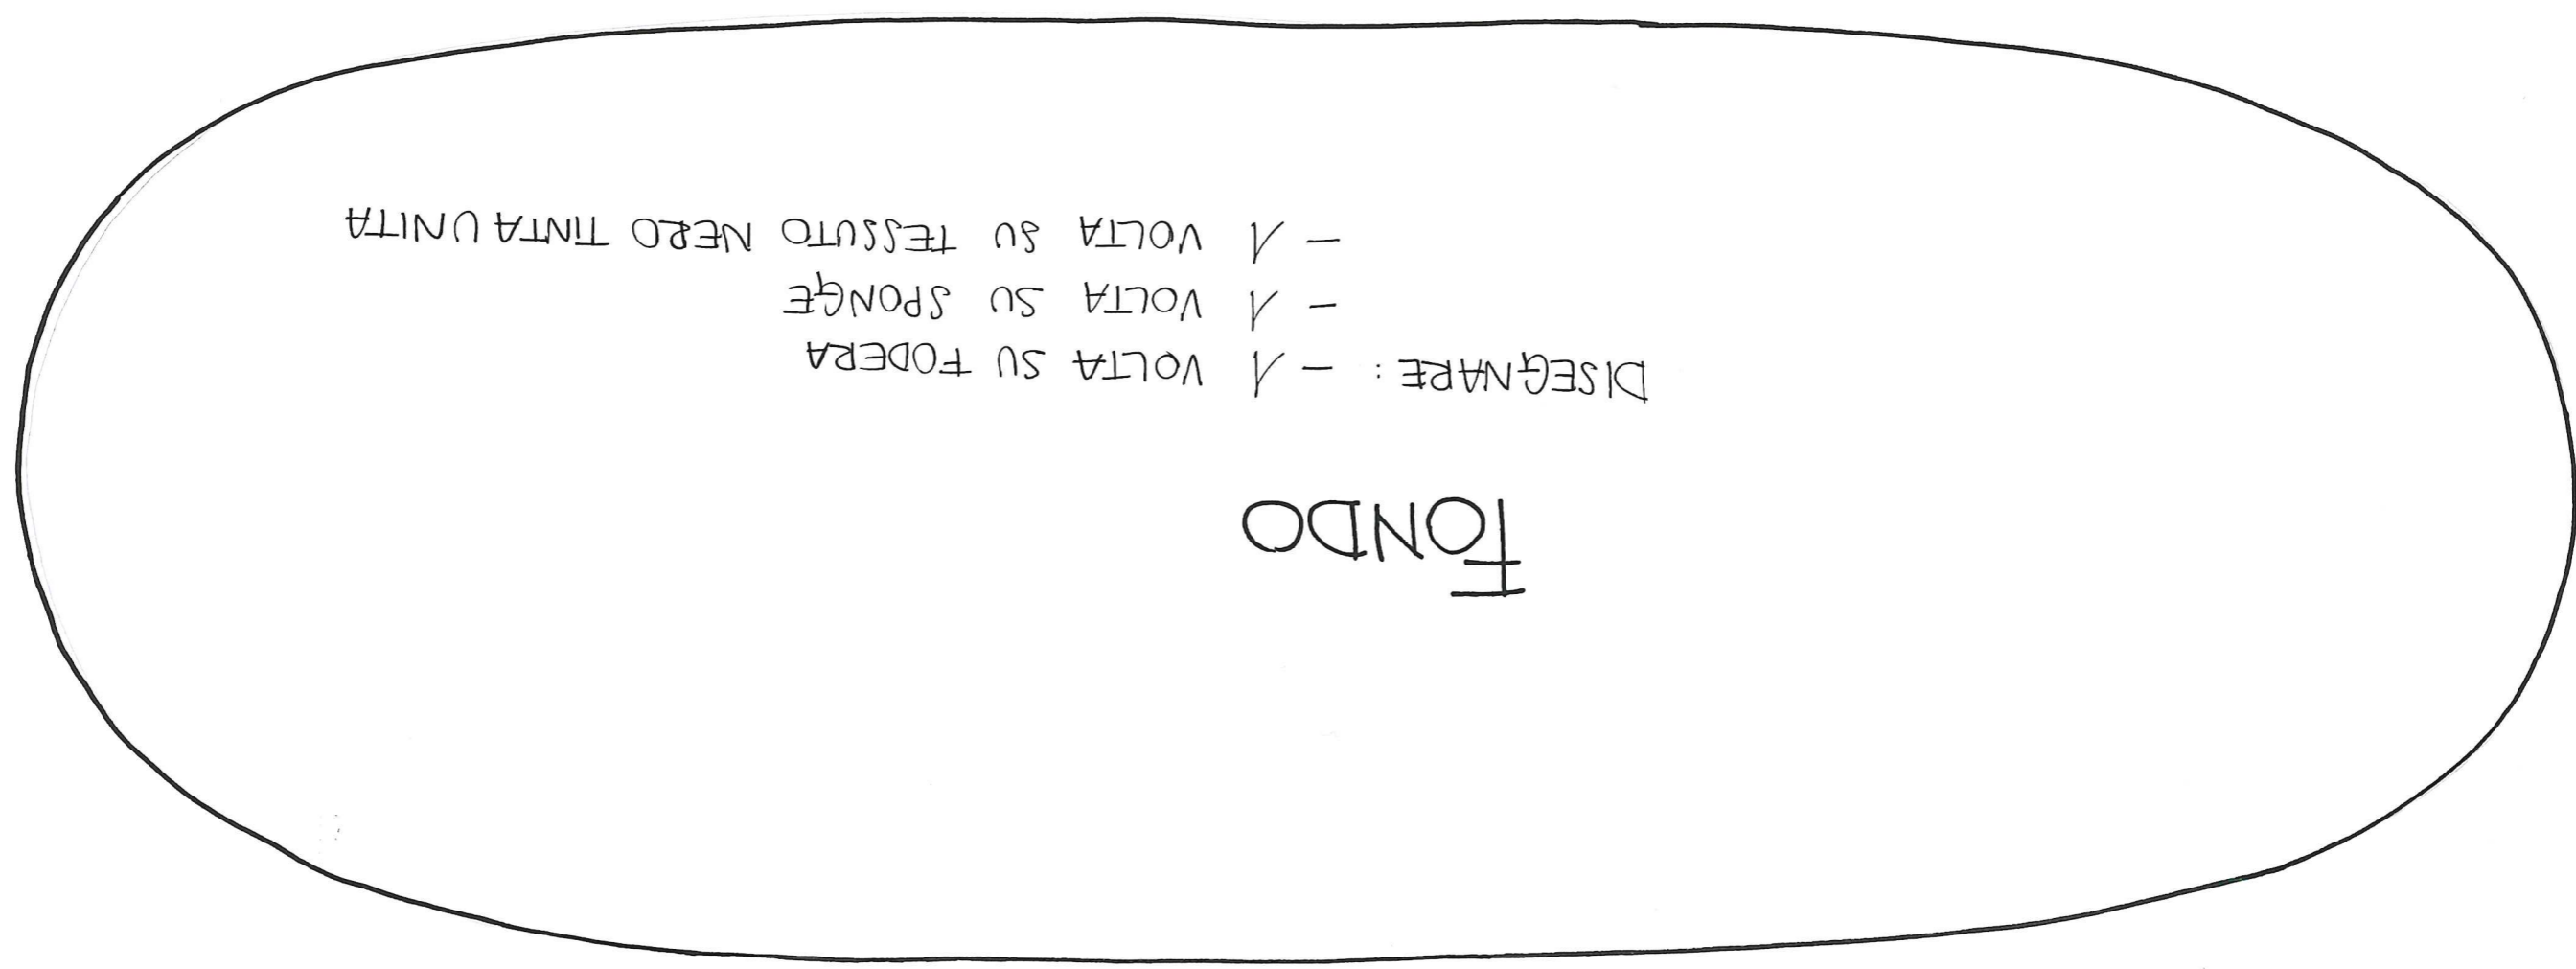 FONDO
DISEGNARE: - 1 VOLTA SU FODERA
- 1 VOLTA SU SPONGE
- 1 VOLTA SU TESSUTO NERO TINTA UNITA